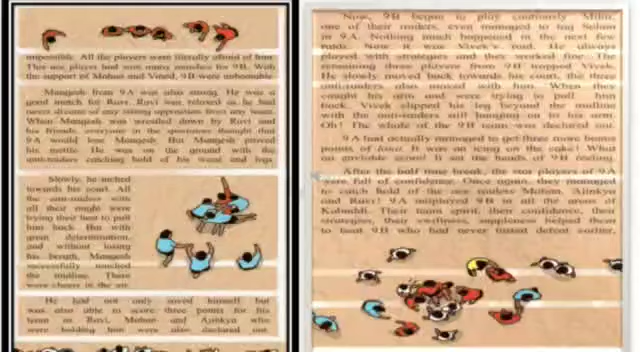 impossible. All the players were literally afraid of him.
This ace player had won many matches for 9B. With
the support of Mohan and Vinod, 9B were unbeatable.
Mangesh from 9A was also strong. He was a
good match for Ravi. Ravi was relaxed as he had
never dreamt of any strong opposition from any team.
When Mangesh was wrestled down by Ravi and
his friends, everyone in the spectators thought that
9A would lose Mangesh. But Mangesh proved
his mettle. He was on the ground with the
anti-raiders catching hold of his waist and legs.
Slowly, he inched
towards his road. All
the anti-raiders with
all their might were
trying their best to pull
him back. But with
great determination,
and without losing
his breath, Mangesh
successfully touched
the midline. There
were cheers in the air.
He had not only saved himself but
was also able to score three points for his
team as Ravi, Mohan and Ajinkya who
were holding him were also declared out.
Now, 9B began to play cautiously. Milin,
one of their raiders, even managed to tag Sohan
in 9A. Nothing much happened in the next few
raids. Now it was Vivek's raid. He always
played with strategies and they worked fine. The
remaining three players from 9B trapped Vivek.
He slowly moved back towards his court, the three
anti-raiders also moved with him. When they
caught his arm and were trying to pull him
back, Vivek slipped his leg beyond the midline
with the anti-raiders still hanging on to his arm.
Oh! The whole of the 9B team was declared out.
9A had actually managed to get three more bonus
points of lona. It was an icing on the cake! What
an enviable score! It set the hands of 9B reeling.
After the half time break, the star players of 9A
were full of confidence. Once again, they managed
to catch hold of the ace raiders Mohan, Ajinkya
and Ravi! 9A outplayed 9B in all the areas of
Kabaddi. Their team spirit, their confidence, their
strategies, their swiftness, suppleness helped them
to beat 9B who had never tasted defeat earlier.